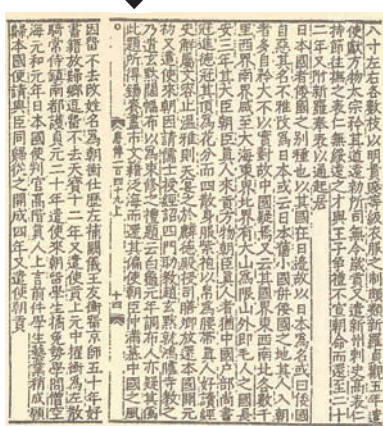 八寸左右各數枝以明貴賤等級衣服之制頗類新羅貞觀五年遣
使獻方物太宗矜其道遠勅所司無令歲貢又遣新州刺史高表仁
持節往撫之表仁無綏遠之才與王子爭禮不宣朝命而還至二十
二年又附新羅奉表以通起居
日本國者倭國之別種也以其國在日邊故以日本爲名或曰倭國
自惡其名不雅改爲日本或云日本舊小國併倭國之地其人入朝
者多自矜大不以實對故中國疑焉又云其國界東西南北各數千
里西界南界咸至大海東界北界有大山爲限山外即毛人之國長
安三年其大臣朝臣眞人來貢方物朝臣眞人者猶中國戶部尚書
冠進德冠其頂爲花分而四散身服紫袍以帛爲腰帶眞人好讀經
史解屬文容止溫雅則天宴之於麟德殿授司膳卿放還本國開元
初又遣使來朝因請儒士授經詔四門助教趙玄默就鴻臚寺教之
乃遺玄默闊幅布以爲束修之禮題云白龜元年調布人亦疑其偽
此題所得錫賚盡市文籍泛海而還其偏使朝臣仲滿慕中國之風
唐傳一百四十九上 十四
因留不去改姓名爲朝衡仕歷左補闕儀王友衡留京師五十年好
書籍放歸鄉逗留不去天寶十二年又遣使貢上元中擢衡爲左散
騎常侍鎮南都護貞元二十年遣使來朝留學生橘免勢學問僧空
海元和元年日本國使判官高階眞人上言前件學生藝業稍成願
歸本國便請與臣同歸從之開成四年又遣使朝貢